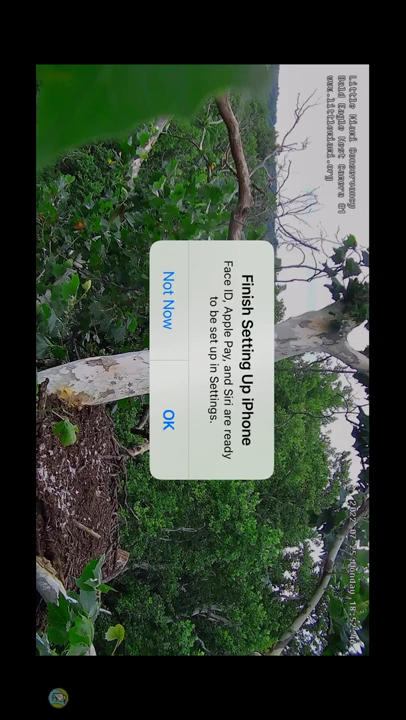 Little Miami Conservancy
Bald Eagle Nest Camera #1
www.littlemiami.org
Finish Setting Up iPhone
Face ID, Apple Pay, and Siri are ready
to be set up in Settings.
Not Now
OK
Monday